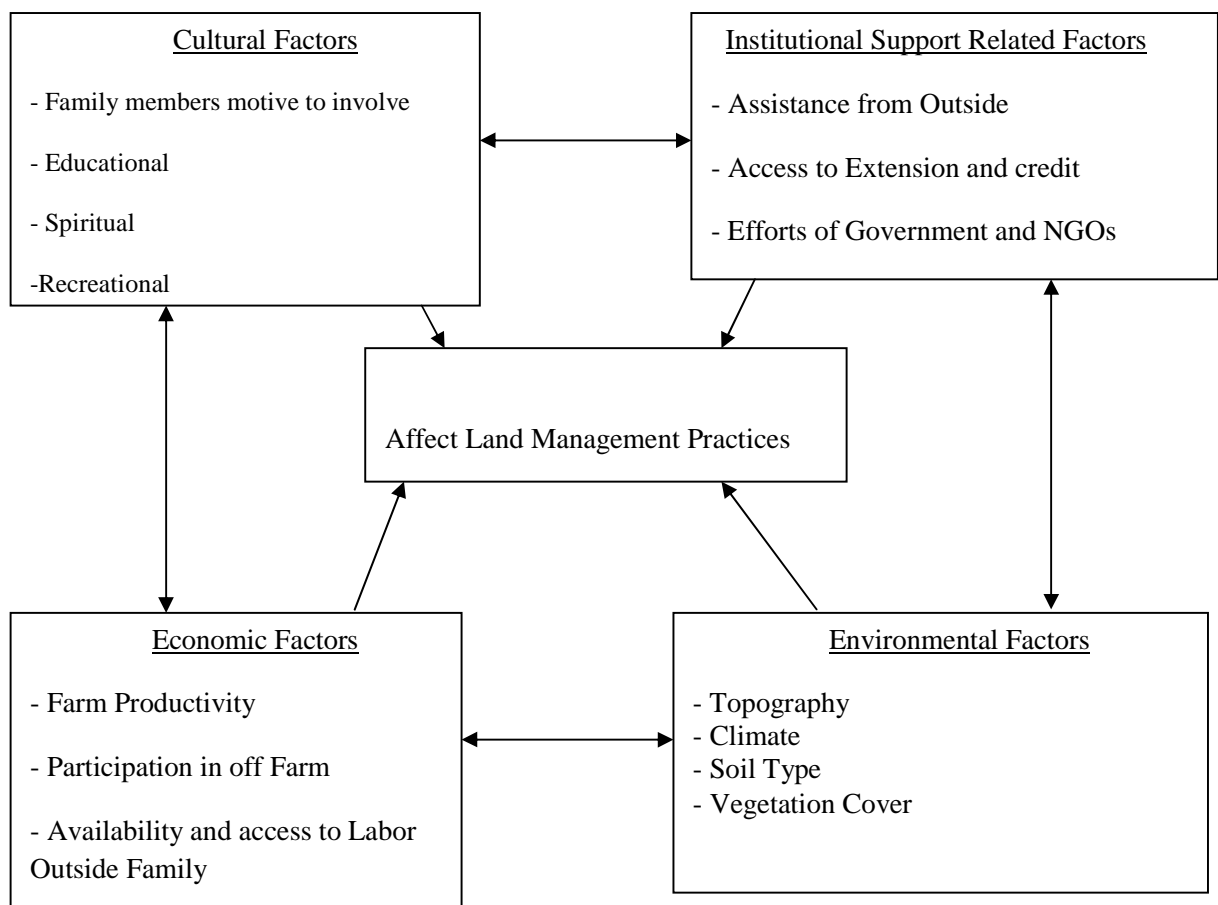 Cultural Factors
- Family members motive to involve
- Educational
- Spiritual
-Recreational
Institutional Support Related Factors
- Assistance from Outside
- Access to Extension and credit
- Efforts of Government and NGOs
Affect Land Management Practices
Economic Factors
- Farm Productivity
- Participation in off Farm
- Availability and access to Labor
Outside Family
Environmental Factors
- Topography
- Climate
- Soil Type
- Vegetation Cover